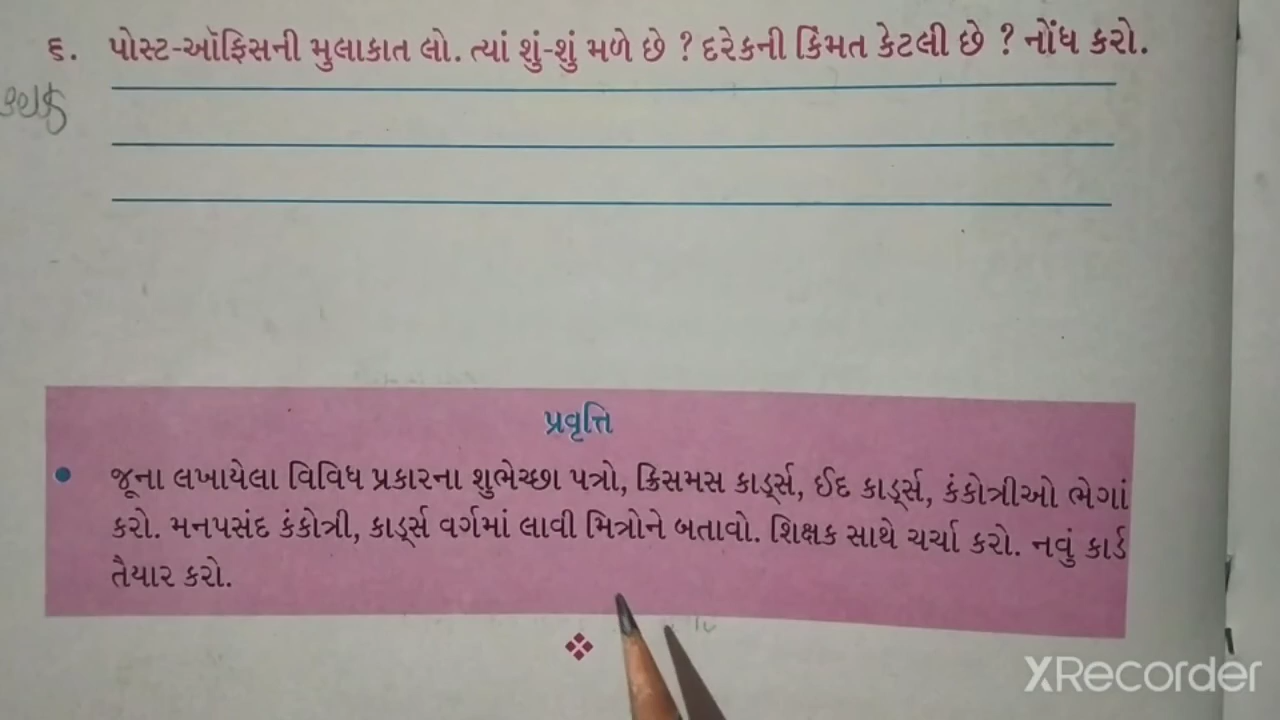 ૬. પોસ્ટ-ઑફિસની મુલાકાત લો. ત્યાં શું-શું મળે છે ? દરેકની કિંમત કેટલી છે ? નોંધ કરો.
પ્રવૃત્તિ
• જૂના લખાયેલા વિવિધ પ્રકારના શુભેચ્છા પત્રો, ક્રિસમસ કાર્ડ્સ, ઈદ કાર્ડ્સ, કંકોત્રીઓ ભેગાં
કરો. મનપસંદ કંકોત્રી, કાર્ડ્સ વર્ગમાં લાવી મિત્રોને બતાવો. શિક્ષક સાથે ચર્ચા કરો. નવું કાર્ડ
તૈયાર કરો.
XRecorder